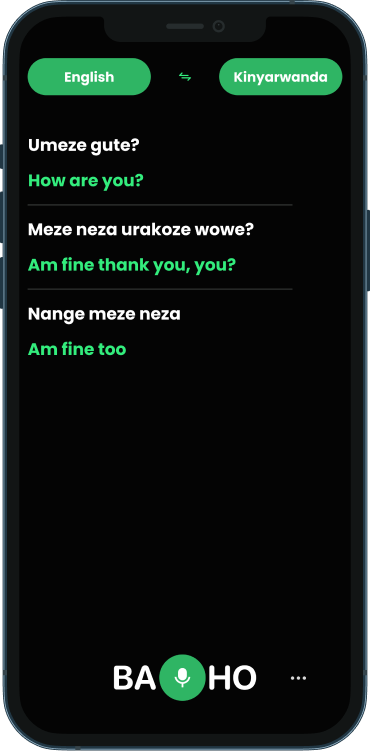 English Kinyarwanda
Umeze gute?
How are you?
Meze neza urakoze wowe?
Am fine thank you, you?
Nange meze neza
Am fine too
BA HO